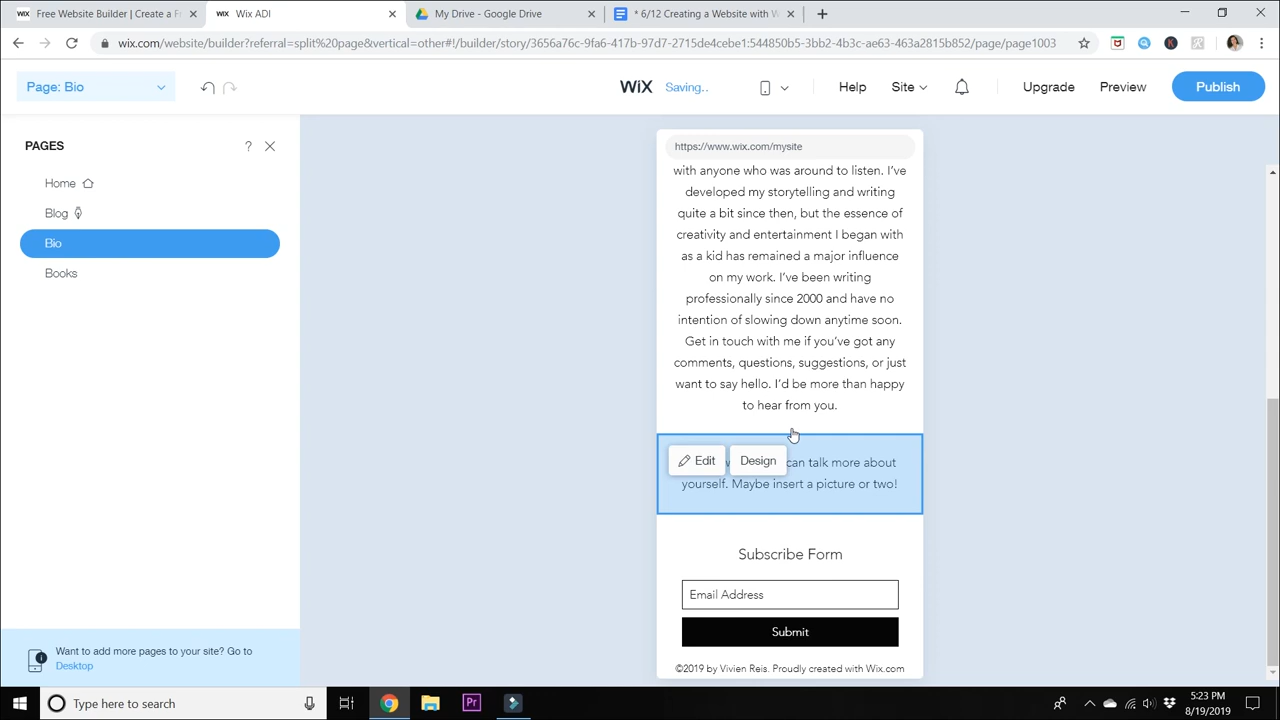 Free Website Builder | Create a F
Wix ADI
My Drive - Google Drive
* 6/12 Creating a Website with W
wix.com/website/builder?referral=split%20page&vertical=other#!/builder/story/3656a76c-9fa6-417b-97d7-2715de4cebe1:544850b5-3bb2-4b3c-ae63-463a2815b852/page/page1003
Page: Bio
WiX
Saving..
Help
Site
Upgrade
Preview
Publish
PAGES
?
Home
Blog
Bio
Books
https://www.wix.com/mysite
with anyone who was around to listen. I've
developed my storytelling and writing
quite a bit since then, but the essence of
creativity and entertainment I began with
as a kid has remained a major influence
on my work. I've been writing
professionally since 2000 and have no
intention of slowing down anytime soon.
Get in touch with me if you've got any
comments, questions, suggestions, or just
want to say hello. I'd be more than happy
to hear from you.
Edit
Design
can talk more about
yourself. Maybe insert a picture or two!
Subscribe Form
Email Address
Submit
©2019 by Vivien Reis. Proudly created with Wix.com
Want to add more pages to your site? Go to
Desktop
Type here to search
Pr
5:23 PM
8/19/2019